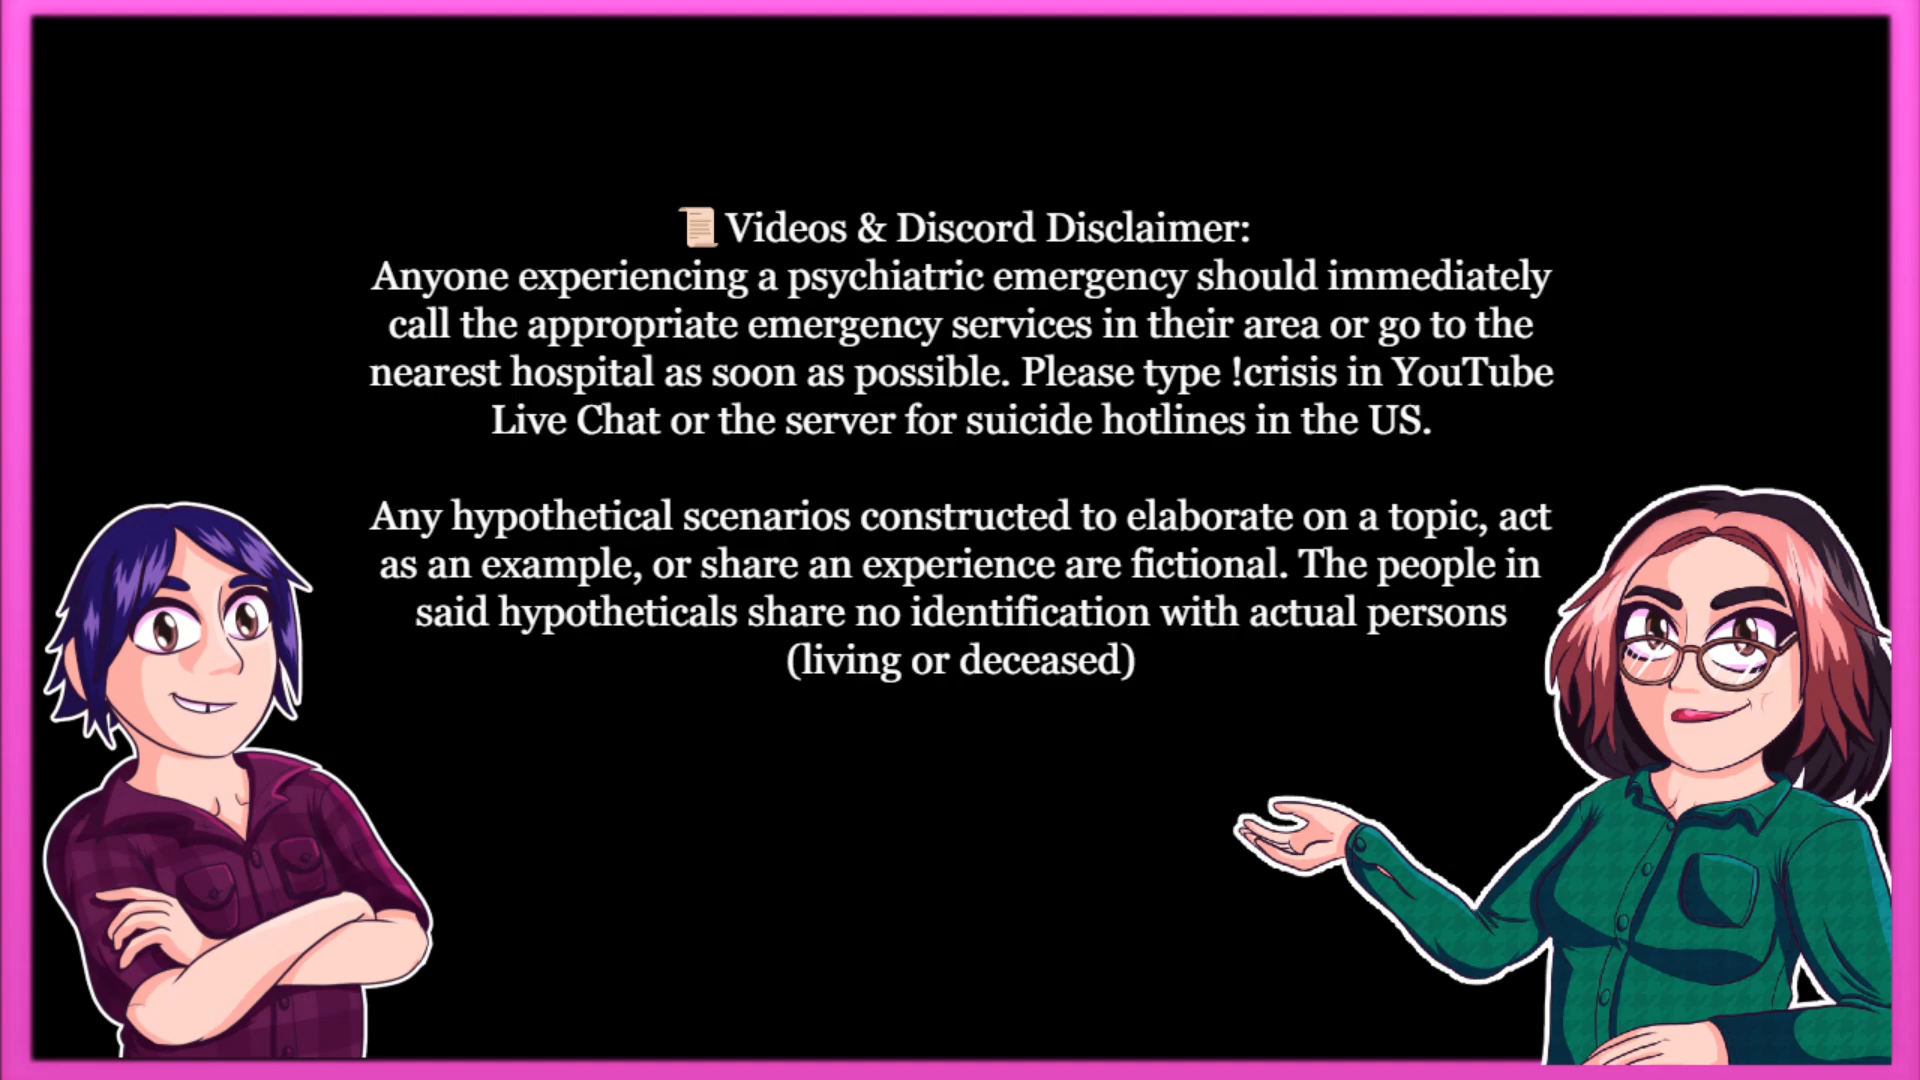 📜 Videos & Discord Disclaimer:
Anyone experiencing a psychiatric emergency should immediately
call the appropriate emergency services in their area or go to the
nearest hospital as soon as possible. Please type !crisis in YouTube
Live Chat or the server for suicide hotlines in the US.
Any hypothetical scenarios constructed to elaborate on a topic, act
as an example, or share an experience are fictional. The people in
said hypotheticals share no identification with actual persons
(living or deceased)